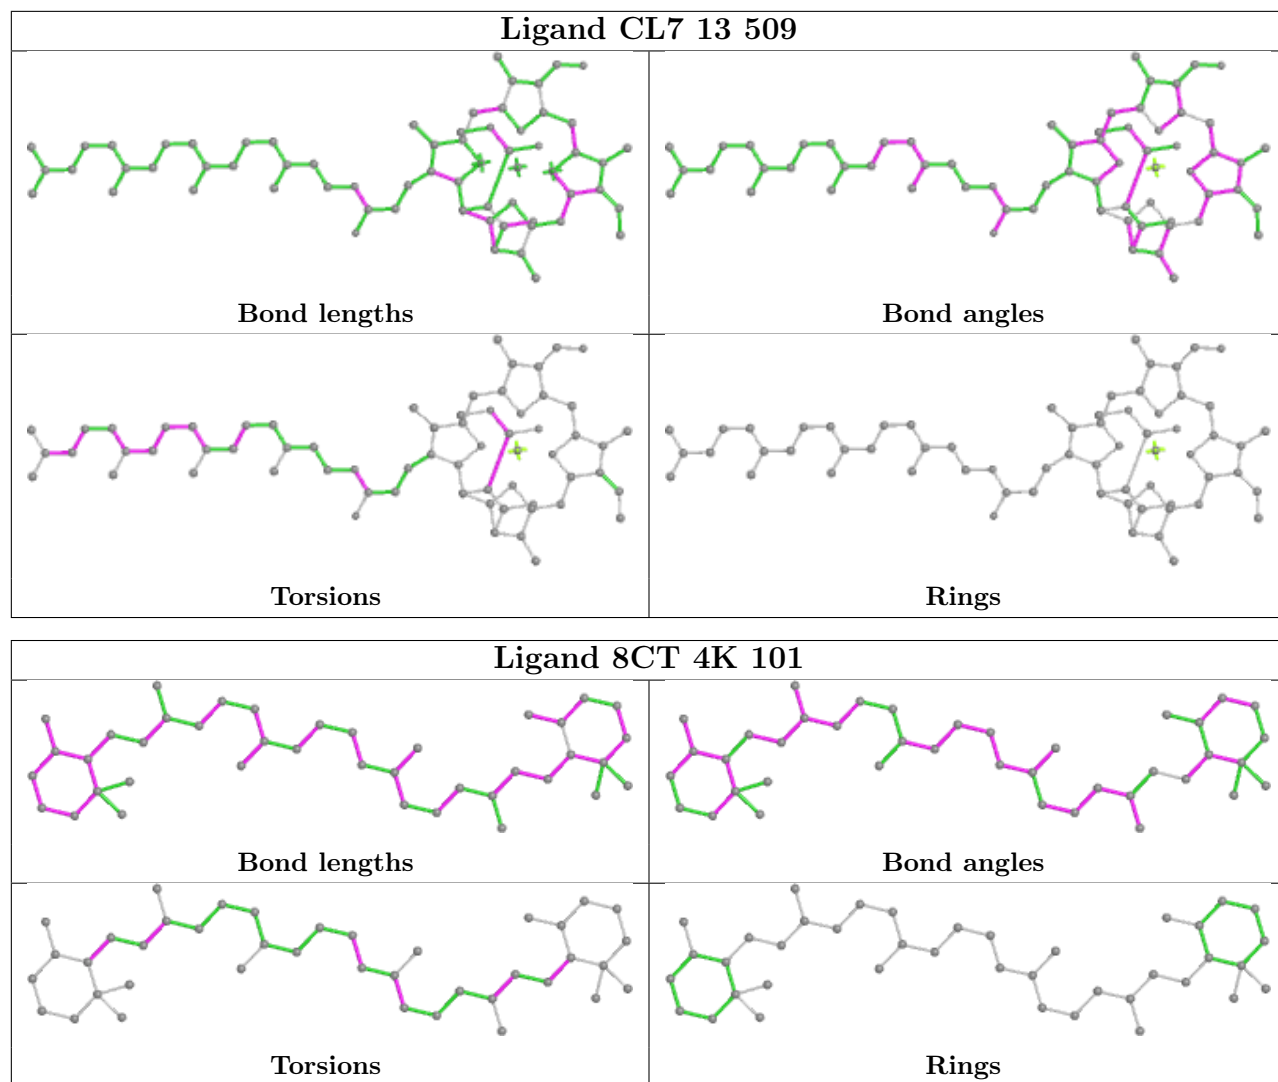 Ligand CL7 13 509
Bond lengths
Bond angles
Torsions
Rings
Ligand 8CT 4K 101
Bond lengths
Bond angles
Torsions
Rings